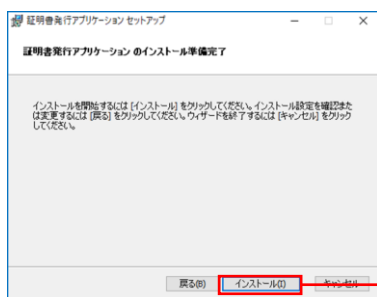 証明書発行アプリケーション セットアップ
証明書発行アプリケーション のインストール準備完了
インストールを開始するには [インストール] をクリックしてください。インストール設定を確認また
は変更するには [戻る] をクリックしてください。ウィザードを終了するには [キャンセル] をクリック
してください。
戻る(B)
インストール(I)
キャンセル